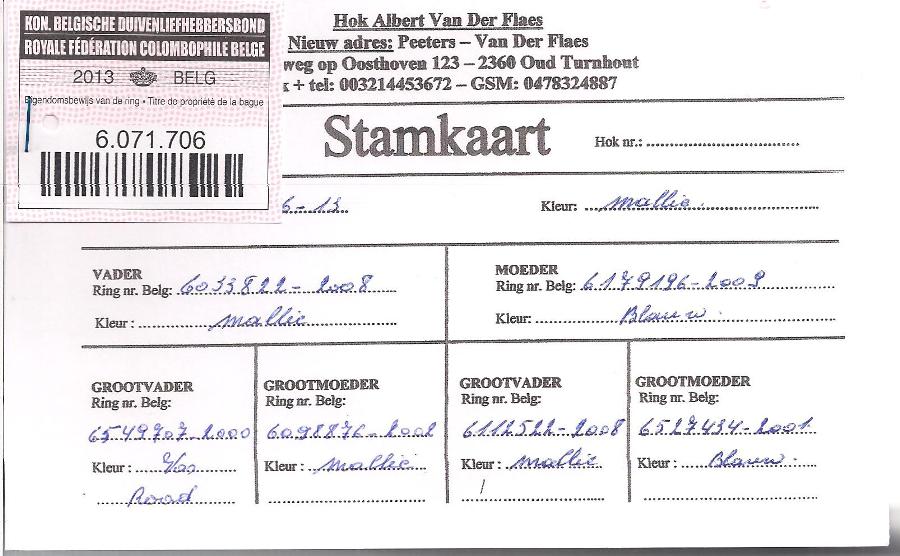 KON. BELGISCHE DUIVENLIEFHEBBERSBOND
ROYALE FÉDÉRATION COLOMBOPHILE BELGE
2013 BELG
Eigendomsbewijs van de ring - Titre de propriété de la bague
6.071.706
Hok Albert Van Der Flaes
Nieuw adres: Peeters – Van Der Flaes
weg op Oosthoven 123 – 2360 Oud Turnhout
x + tel: 003214453672 – GSM: 0478324887
Stamkaart
Hok nr.:
6-13
Kleur: mallie
VADER
Ring nr. Belg: 6033822-2008
Kleur: mallie
MOEDER
Ring nr. Belg: 6179196-2009
Kleur: Blauw
GROOTVADER
Ring nr. Belg:
6549707-2000
Kleur: Vos
Rood
GROOTMOEDER
Ring nr. Belg:
6098876-2002
Kleur: mallie
GROOTVADER
Ring nr. Belg:
6112522-2008
Kleur: mallie
/
GROOTMOEDER
Ring nr. Belg:
6527434-2001
Kleur: Blauw